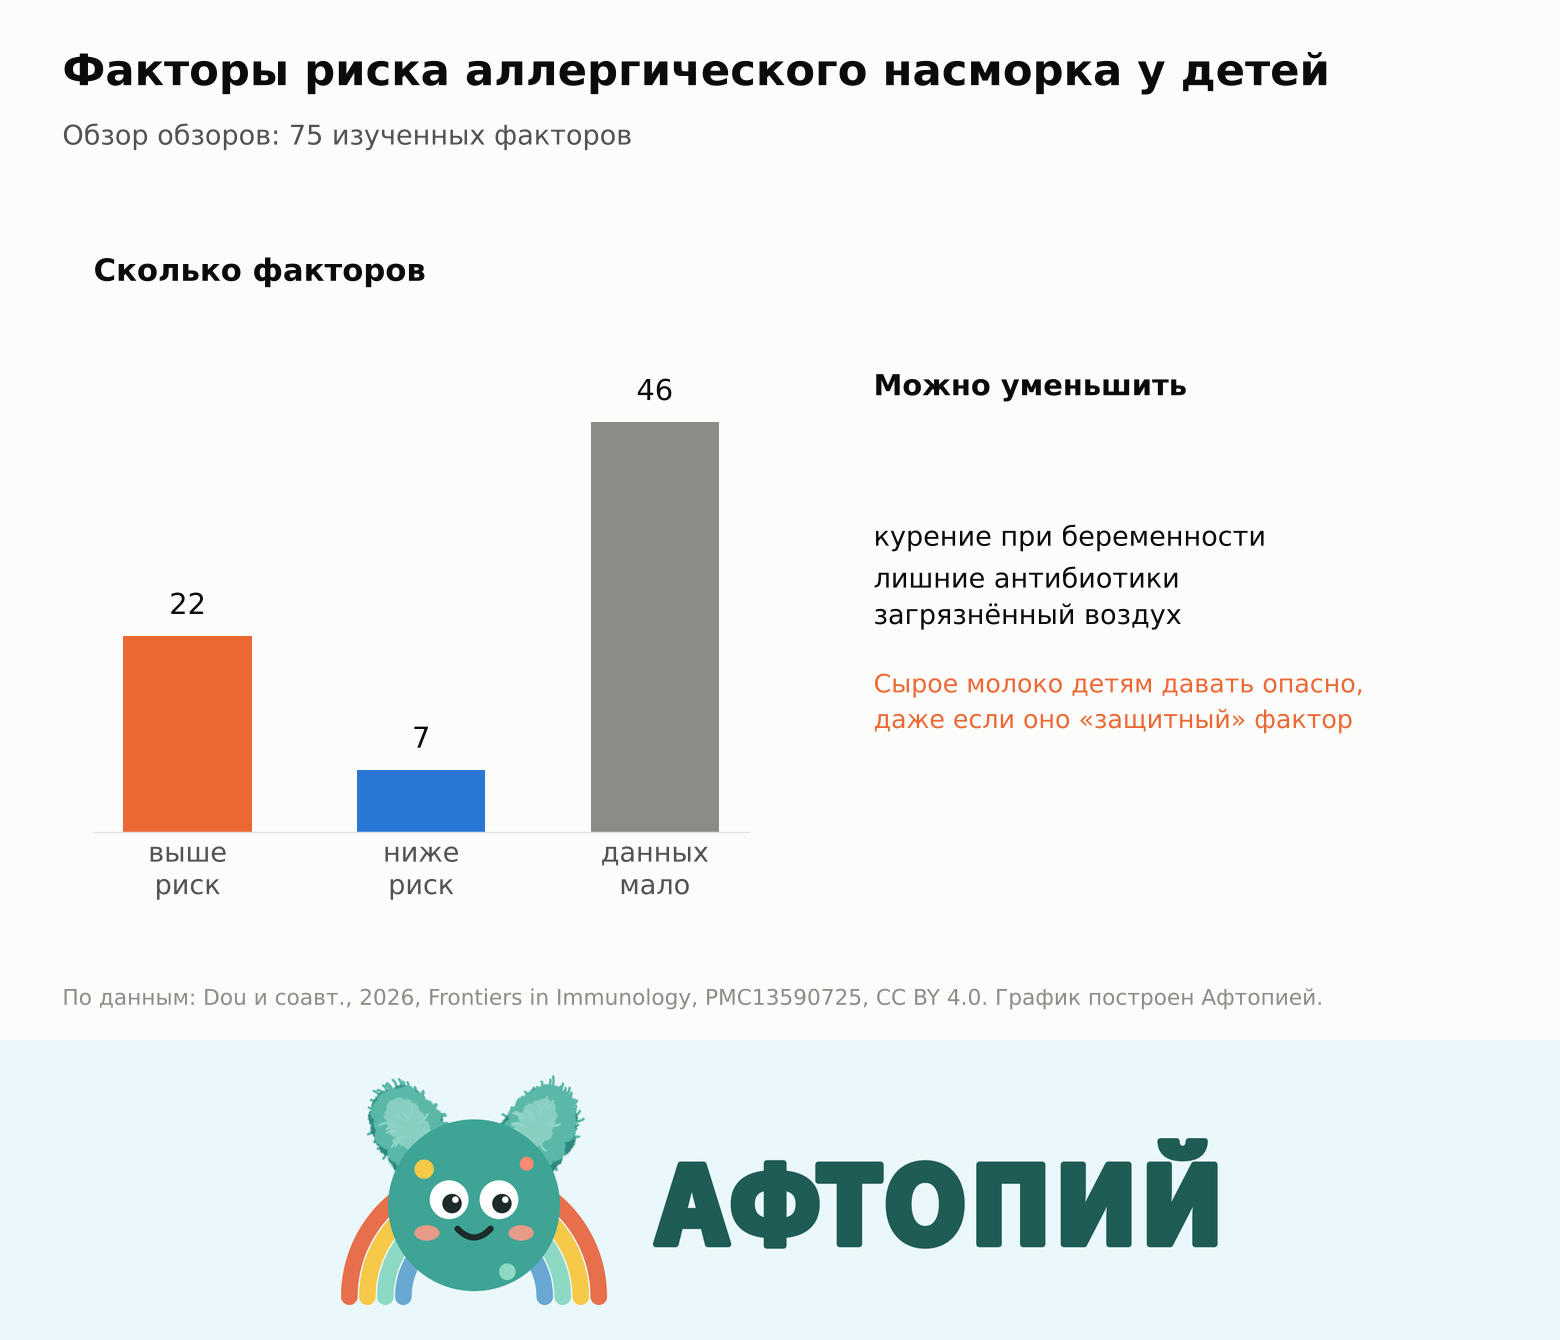 Факторы риска аллергического насморка у детей
Обзор обзоров: 75 изученных факторов
Сколько факторов
46
22
7
выше
риск
ниже
риск
данных
мало
Можно уменьшить
курение при беременности
лишние антибиотики
загрязнённый воздух
Сырое молоко детям давать опасно,
даже если оно «защитный» фактор
По данным: Dou и соавт., 2026, Frontiers in Immunology, PMC13590725, CC BY 4.0. График построен Афтопией.
АФТОПИЙ